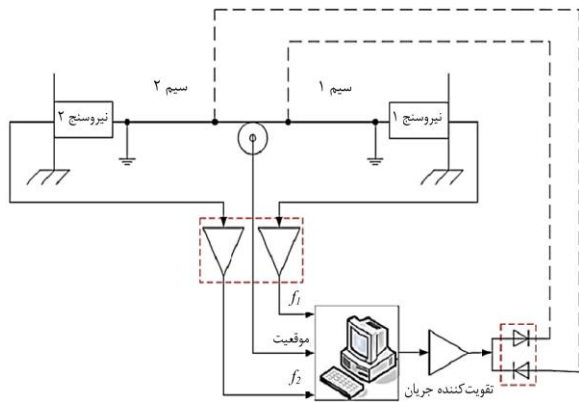 سیم ۲
سیم ۱
نیروسنج ۲
نیروسنج ۱
f₁
موقعیت
f₂
تقویت‌کننده جریان